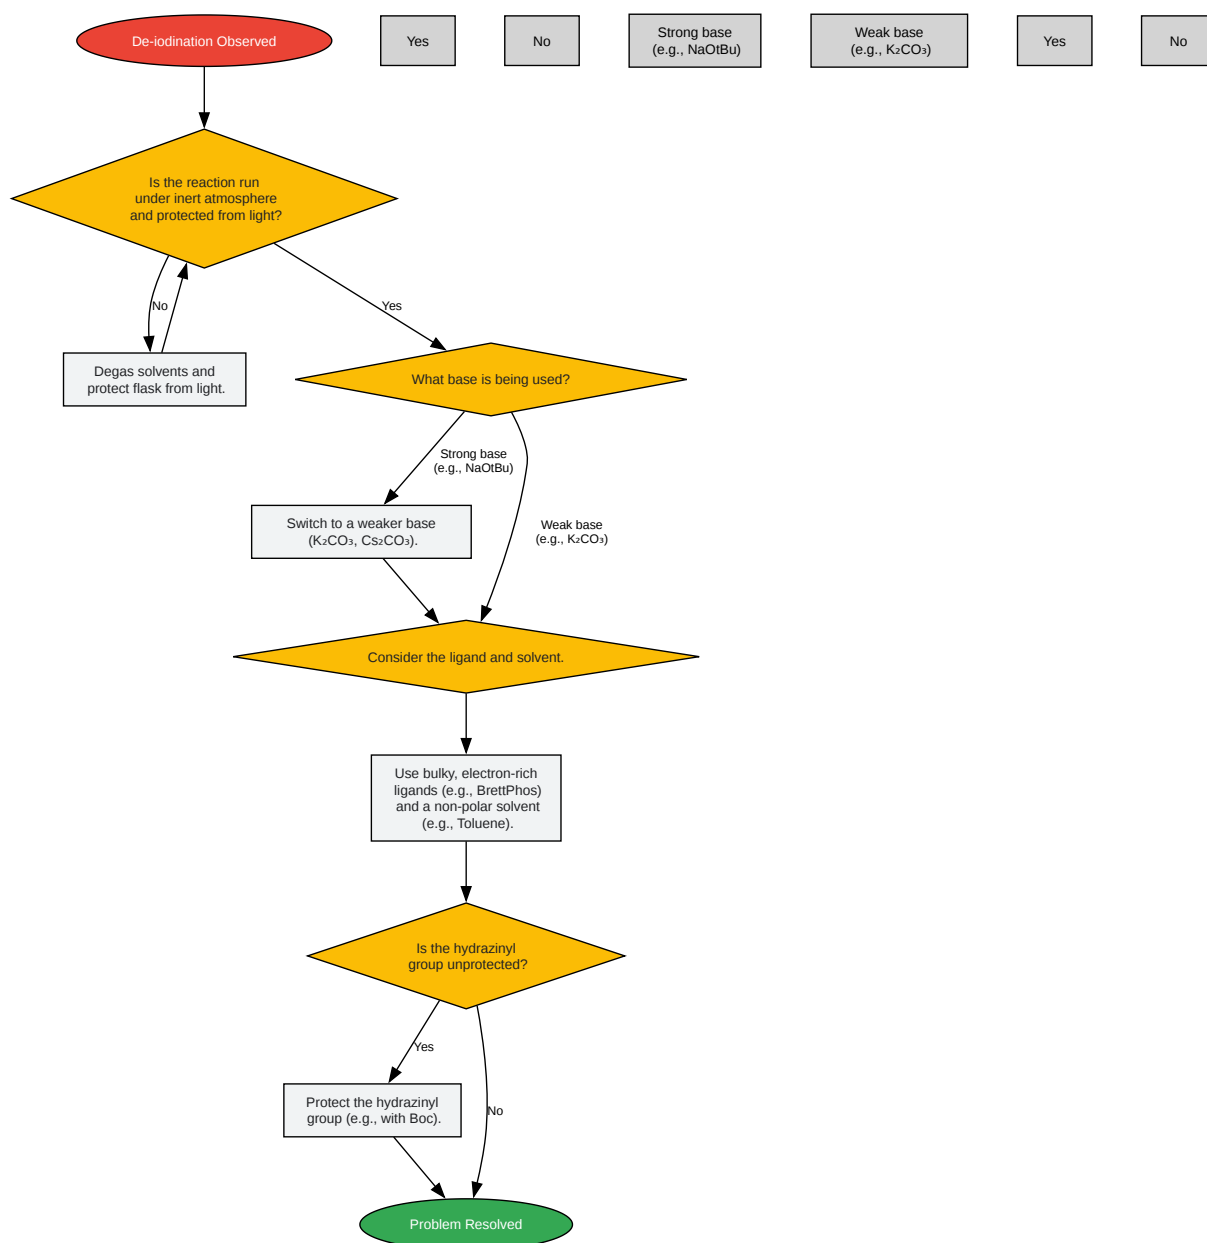 De-iodination Observed
Yes
No
Strong base
(e.g., NaOtBu)
Weak base
(e.g., K₂CO₃)
Yes
No
Is the reaction run
under inert atmosphere
and protected from light?
No
Yes
Degas solvents and
protect flask from light.
What base is being used?
Strong base
(e.g., NaOtBu)
Switch to a weaker base
(K₂CO₃, Cs₂CO₃).
Weak base
(e.g., K₂CO₃)
Consider the ligand and solvent.
Use bulky, electron-rich
ligands (e.g., BrettPhos)
and a non-polar solvent
(e.g., Toluene).
Is the hydrazinyl
group unprotected?
Yes
Protect the hydrazinyl
group (e.g., with Boc).
No
Problem Resolved